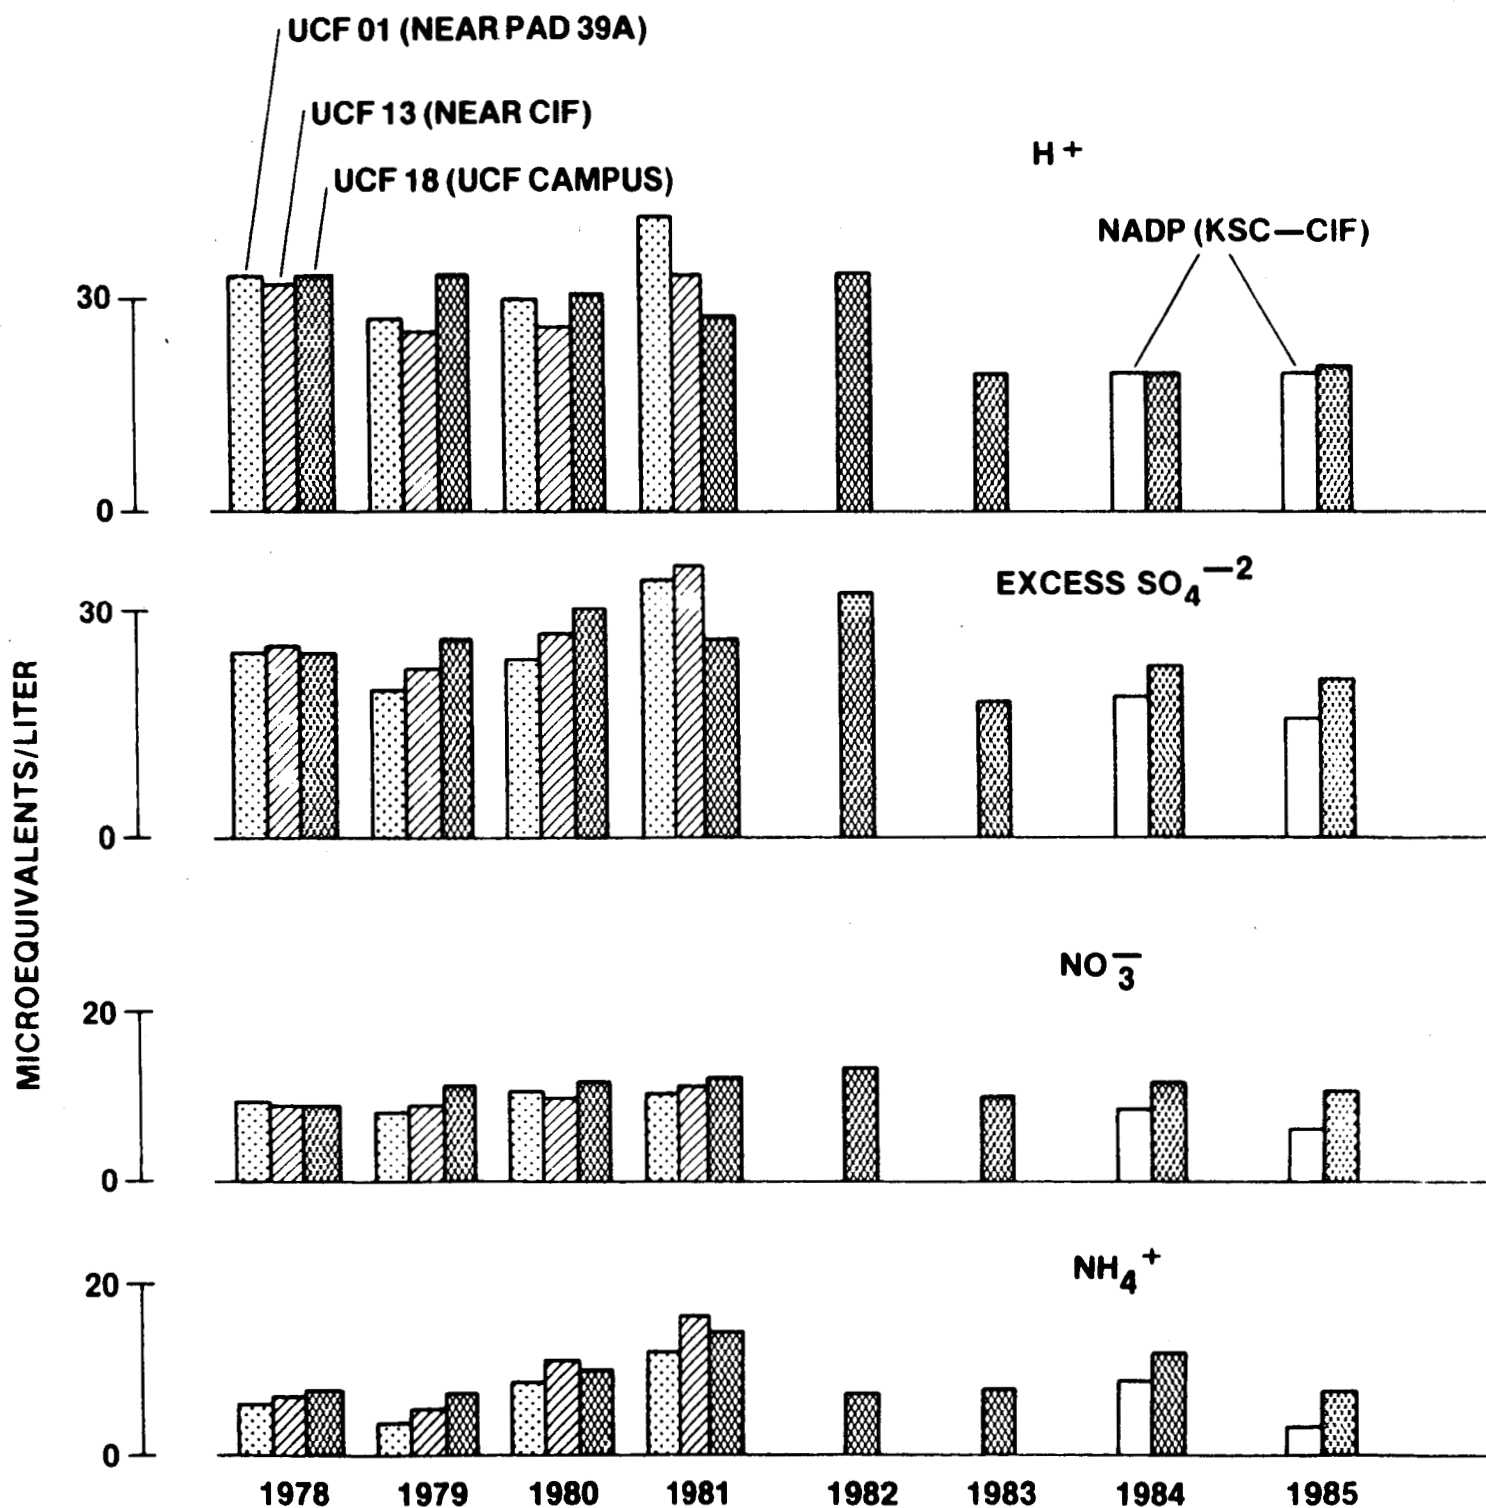 UCF 01 (NEAR PAD 39A)
UCF 13 (NEAR CIF)
H+
UCF 18 (UCF CAMPUS)
NADP (KSC—CIF)
30
0
EXCESS SO4—2
30
0
MICROEQUIVALENTS/LITER
NO3—
20
0
NH4+
20
0
1978 1979 1980 1981 1982 1983 1984 1985